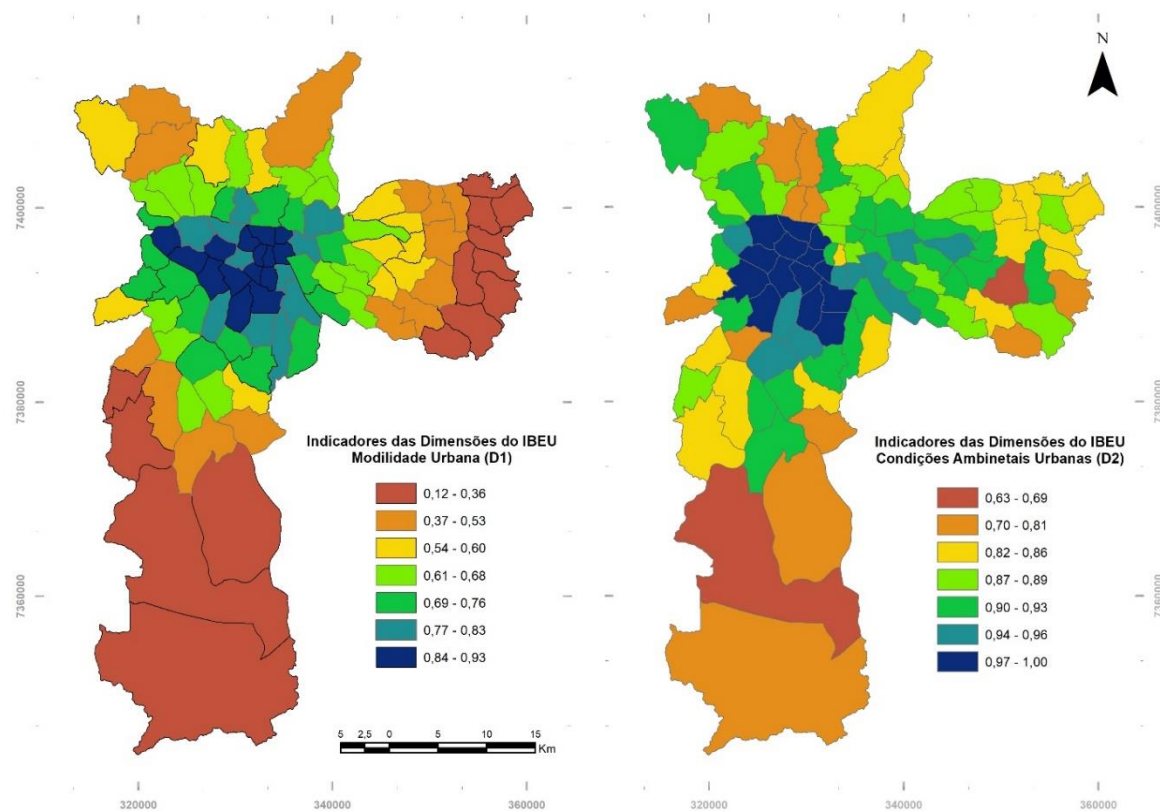 N
7400000
7380000
7360000
320000
340000
360000
Indicadores das Dimensões do IBEU
Modilidade Urbana (D1)
0,12 - 0,36
0,37 - 0,53
0,54 - 0,60
0,61 - 0,68
0,69 - 0,76
0,77 - 0,83
0,84 - 0,93
5 2,5 0 5 10 15
Km
Indicadores das Dimensões do IBEU
Condições Ambinetais Urbanas (D2)
0,63 - 0,69
0,70 - 0,81
0,82 - 0,86
0,87 - 0,89
0,90 - 0,93
0,94 - 0,96
0,97 - 1,00
7400000
7380000
7360000
320000
340000
360000
320000
340000
360000